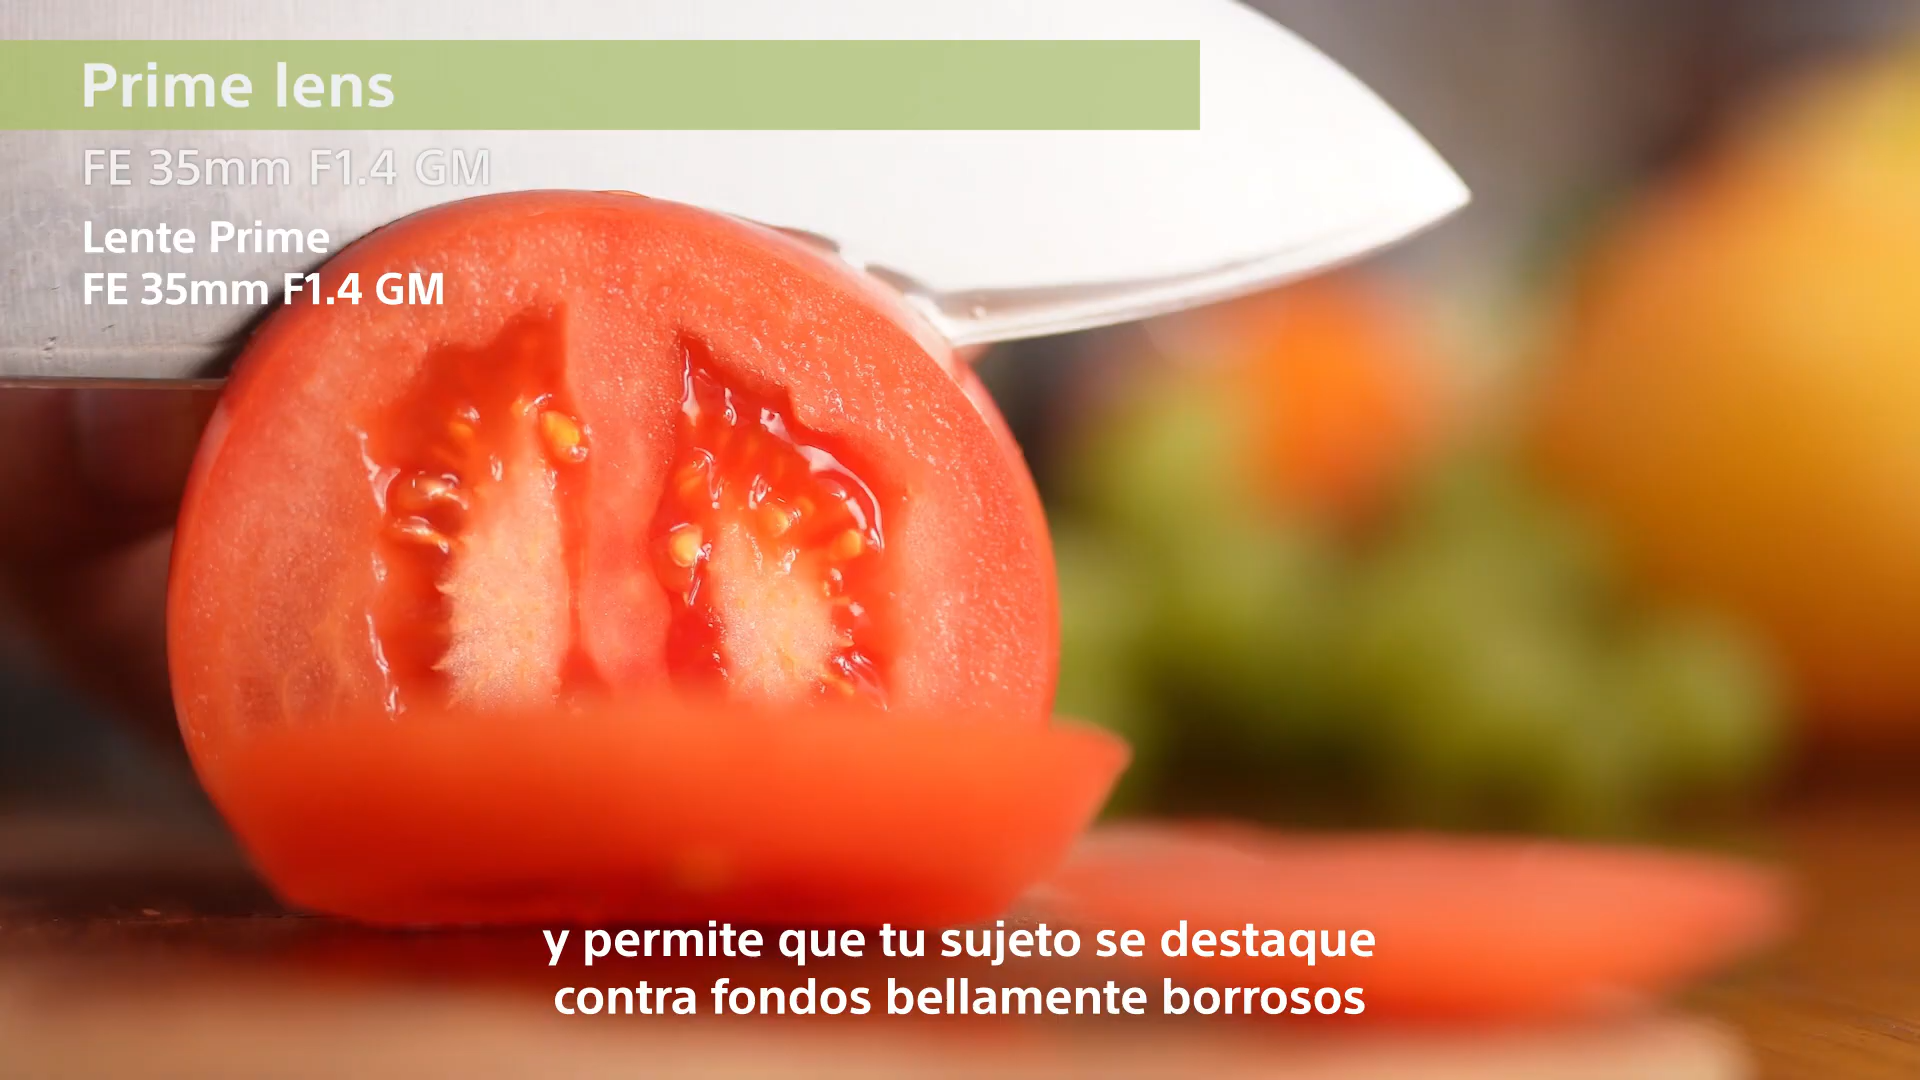 Prime lens
FE 35mm F1.4 GM
Lente Prime
FE 35mm F1.4 GM
y permite que tu sujeto se destaque
contra fondos bellamente borrosos